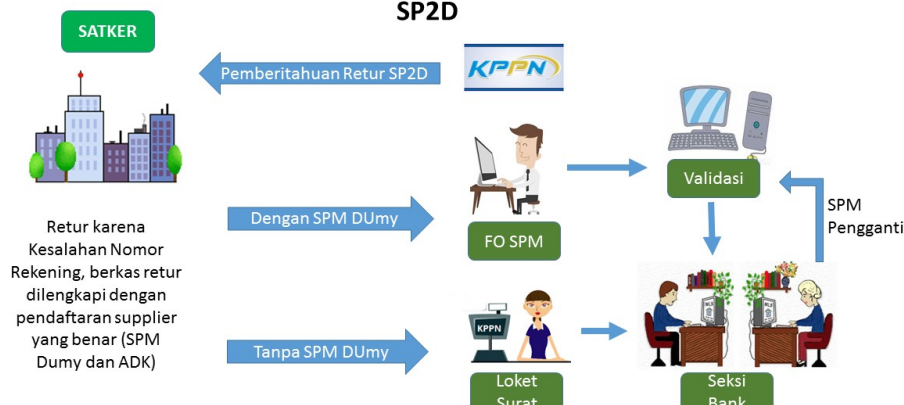 SP2D
SATKER
Pemberitahuan Retur SP2D
KPPN
Validasi
SPM
Pengganti
Dengan SPM DUmy
FO SPM
Retur karena
Kesalahan Nomor
Rekening, berkas retur
dilengkapi dengan
pendaftaran supplier
yang benar (SPM
Dumy dan ADK)
KPPN
Tanpa SPM DUmy
Loket
Surat
Seksi
Bank